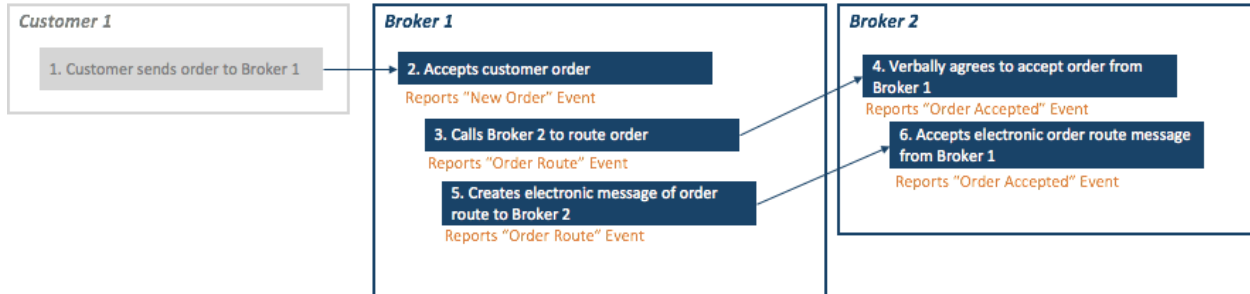 Customer 1
1. Customer sends order to Broker 1
Broker 1
2. Accepts customer order
Reports "New Order" Event
3. Calls Broker 2 to route order
Reports "Order Route" Event
5. Creates electronic message of order
route to Broker 2
Reports "Order Route" Event
Broker 2
4. Verbally agrees to accept order from
Broker 1
Reports "Order Accepted" Event
6. Accepts electronic order route message
from Broker 1
Reports "Order Accepted" Event